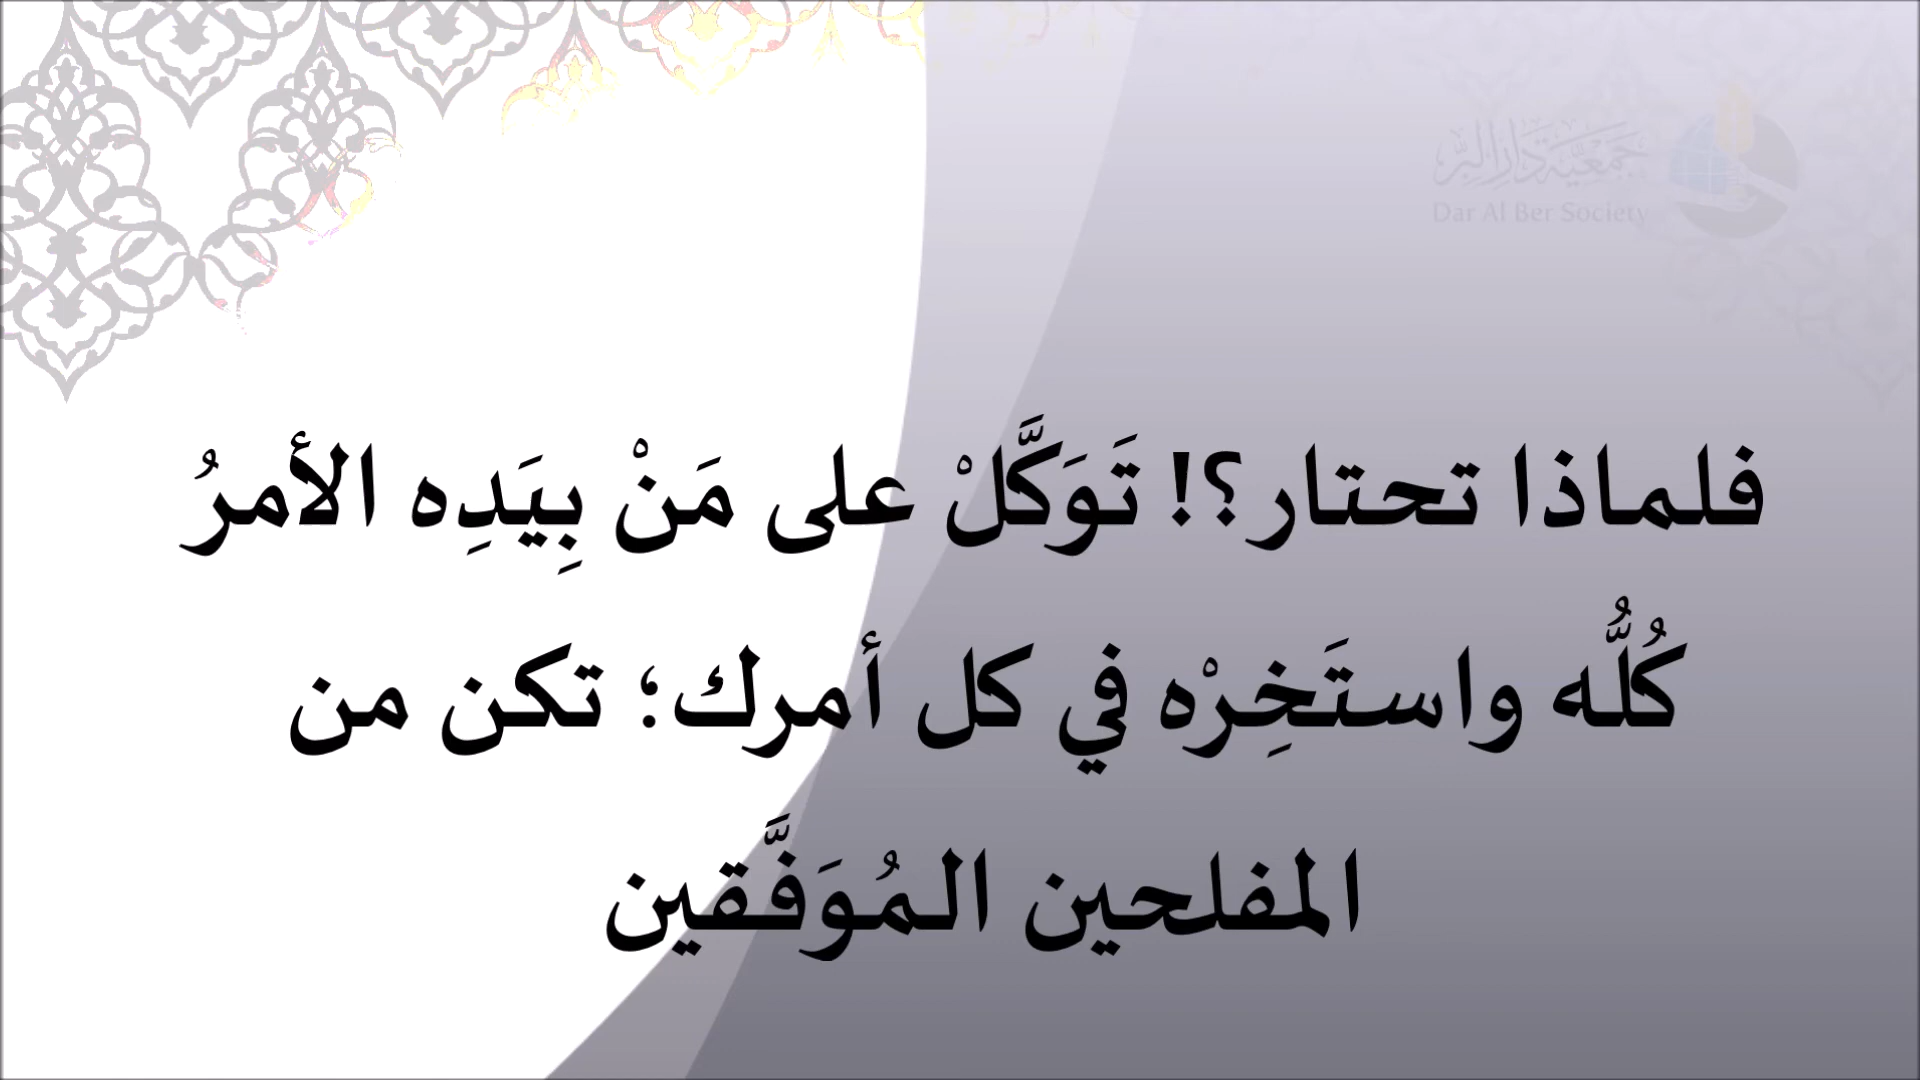 جمعية دار البر
Dar Al Ber Society
فلماذا تحتار؟! تَوَكَّلْ على مَنْ بِيَدِه الأمرُ
كُلُّه واستَخِرْه في كل أمرك؛ تكن من
المفلحين المُوَفَّقين